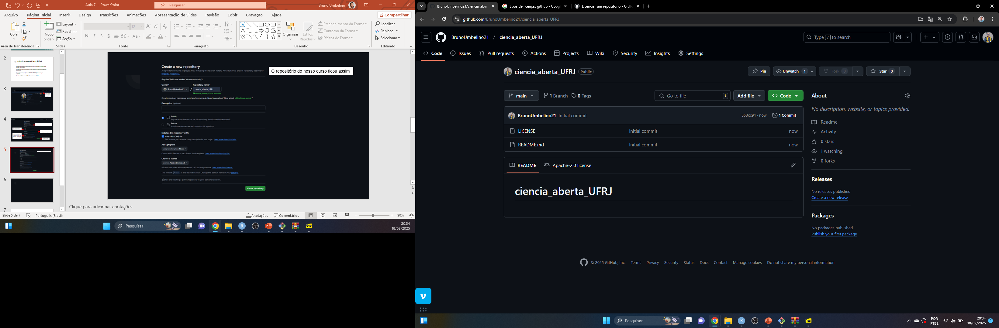 Aula 7 - PowerPoint
Pesquisar
Bruno Umbelino
Arquivo
Página Inicial
Inserir
Design
Transições
Animações
Apresentação de Slides
Revisão
Exibir
Gravação
Ajuda
Compartilhar
Colar
Área de Transferência
Novo Slide
Layout
Redefinir
Seção
Slides
12
N I S S ab AV Aa A
Fonte
Parágrafo
Organizar
Estilos Rápidos
Preenchimento da Forma
Contorno da Forma
Efeitos de Forma
Desenho
Localizar
Replace
Selecionar
Editando
2
Criando o repositório no Github
3
4
5
6
7
Create a new repository
A repository contains all project files, including the revision history. Already have a project repository elsewhere?
Import a repository.
Required fields are marked with an asterisk (*).
Owner * Repository name *
BrunoUmbelino21 / ciencia_aberta_UFRJ
ciencia_aberta_UFRJ is available.
Great repository names are short and memorable. Need inspiration? How about ubiquitous-spork ?
Description (optional)
Public
Anyone on the internet can see this repository. You choose who can commit.
Private
You choose who can see and commit to this repository.
Initialize this repository with:
Add a README file
This is where you can write a long description for your project. Learn more about READMEs.
Add .gitignore
.gitignore template: None
Choose which files not to track from a list of templates. Learn more about ignoring files.
Choose a license
License: Apache License 2.0
A license tells others what they can and can't do with your code. Learn more about licenses.
This will set main as the default branch. Change the default name in your settings.
You are creating a public repository in your personal account.
Create repository
O repositório do nosso curso ficou assim
Clique para adicionar anotações
Slide 5 de 7
Português (Brasil)
Anotações
Comentários
90%
Pesquisar
20:34
18/02/2025
BrunoUmbelino21/ciencia_aber
tipos de licenças github - Goog
Licenciar um repositório - GitH
github.com/BrunoUmbelino21/ciencia_aberta_UFRJ
BrunoUmbelino21 / ciencia_aberta_UFRJ
Type / to search
Code
Issues
Pull requests
Actions
Projects
Wiki
Security
Insights
Settings
ciencia_aberta_UFRJ Public
Pin
Unwatch 1
Fork 0
Star 0
main
1 Branch
0 Tags
Go to file t
Add file
Code
BrunoUmbelino21 Initial commit 553cc91 · now 1 Commit
LICENSE Initial commit now
README.md Initial commit now
README
Apache-2.0 license
ciencia_aberta_UFRJ
About
No description, website, or topics provided.
Readme
Activity
0 stars
1 watching
0 forks
Releases
No releases published
Create a new release
Packages
No packages published
Publish your first package
© 2025 GitHub, Inc. Terms Privacy Security Status Docs Contact Manage cookies Do not share my personal information
Pesquisar
POR
PTB2
20:34
18/02/2025
2